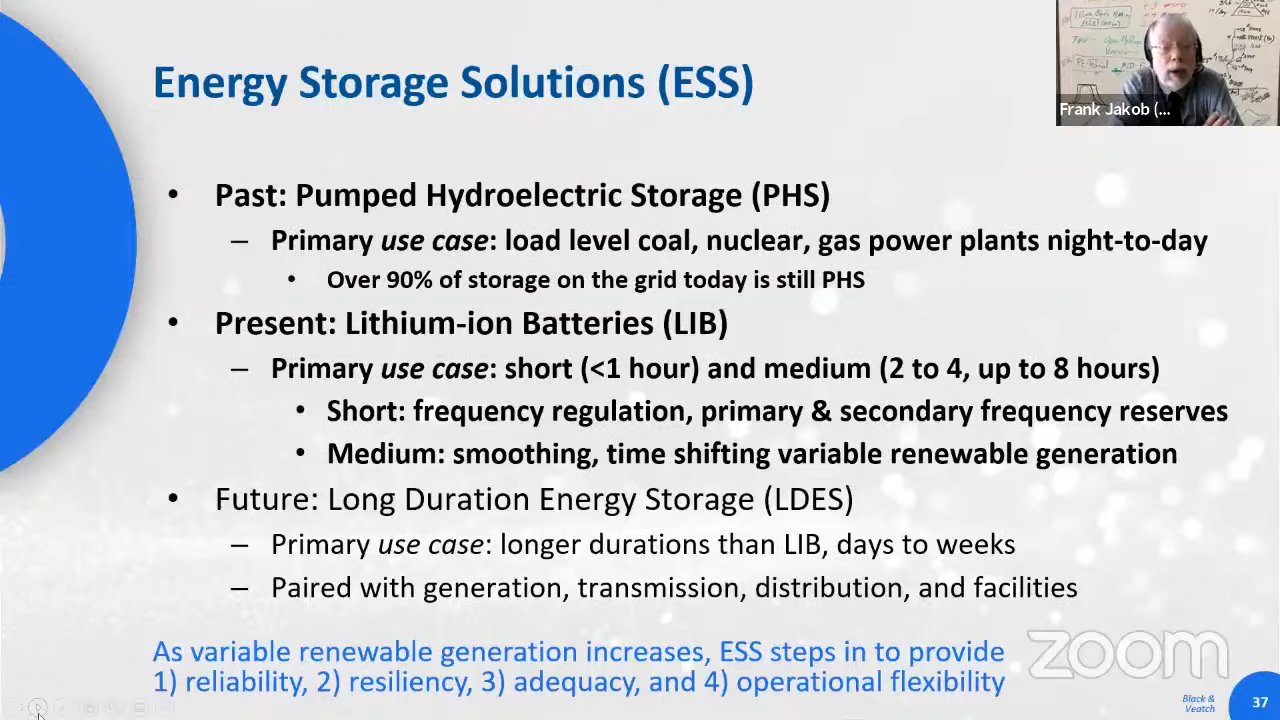 Energy Storage Solutions (ESS)
Frank Jakob (...
• Past: Pumped Hydroelectric Storage (PHS)
– Primary use case: load level coal, nuclear, gas power plants night-to-day
• Over 90% of storage on the grid today is still PHS
• Present: Lithium-ion Batteries (LIB)
– Primary use case: short (<1 hour) and medium (2 to 4, up to 8 hours)
• Short: frequency regulation, primary & secondary frequency reserves
• Medium: smoothing, time shifting variable renewable generation
• Future: Long Duration Energy Storage (LDES)
– Primary use case: longer durations than LIB, days to weeks
– Paired with generation, transmission, distribution, and facilities
As variable renewable generation increases, ESS steps in to provide
1) reliability, 2) resiliency, 3) adequacy, and 4) operational flexibility
zoom
Black &
Veatch
37